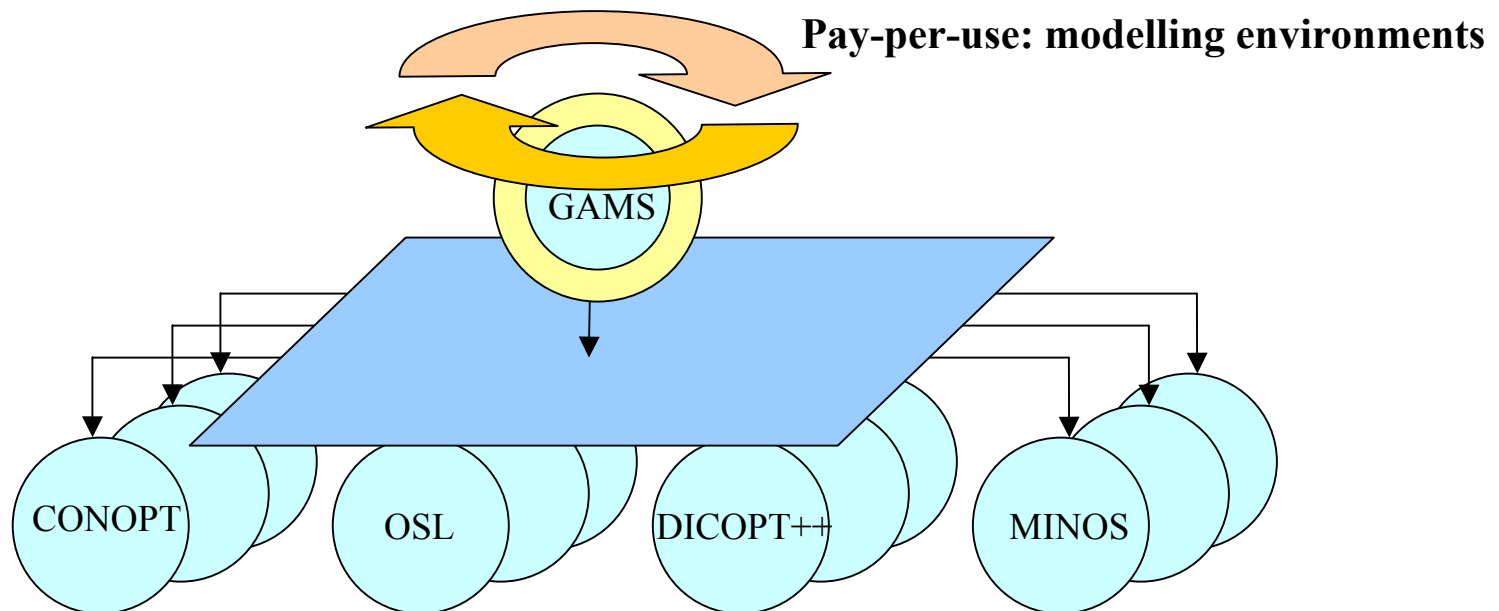 Pay-per-use: modelling environments
GAMS
CONOPT
OSL
DICOPT++
MINOS